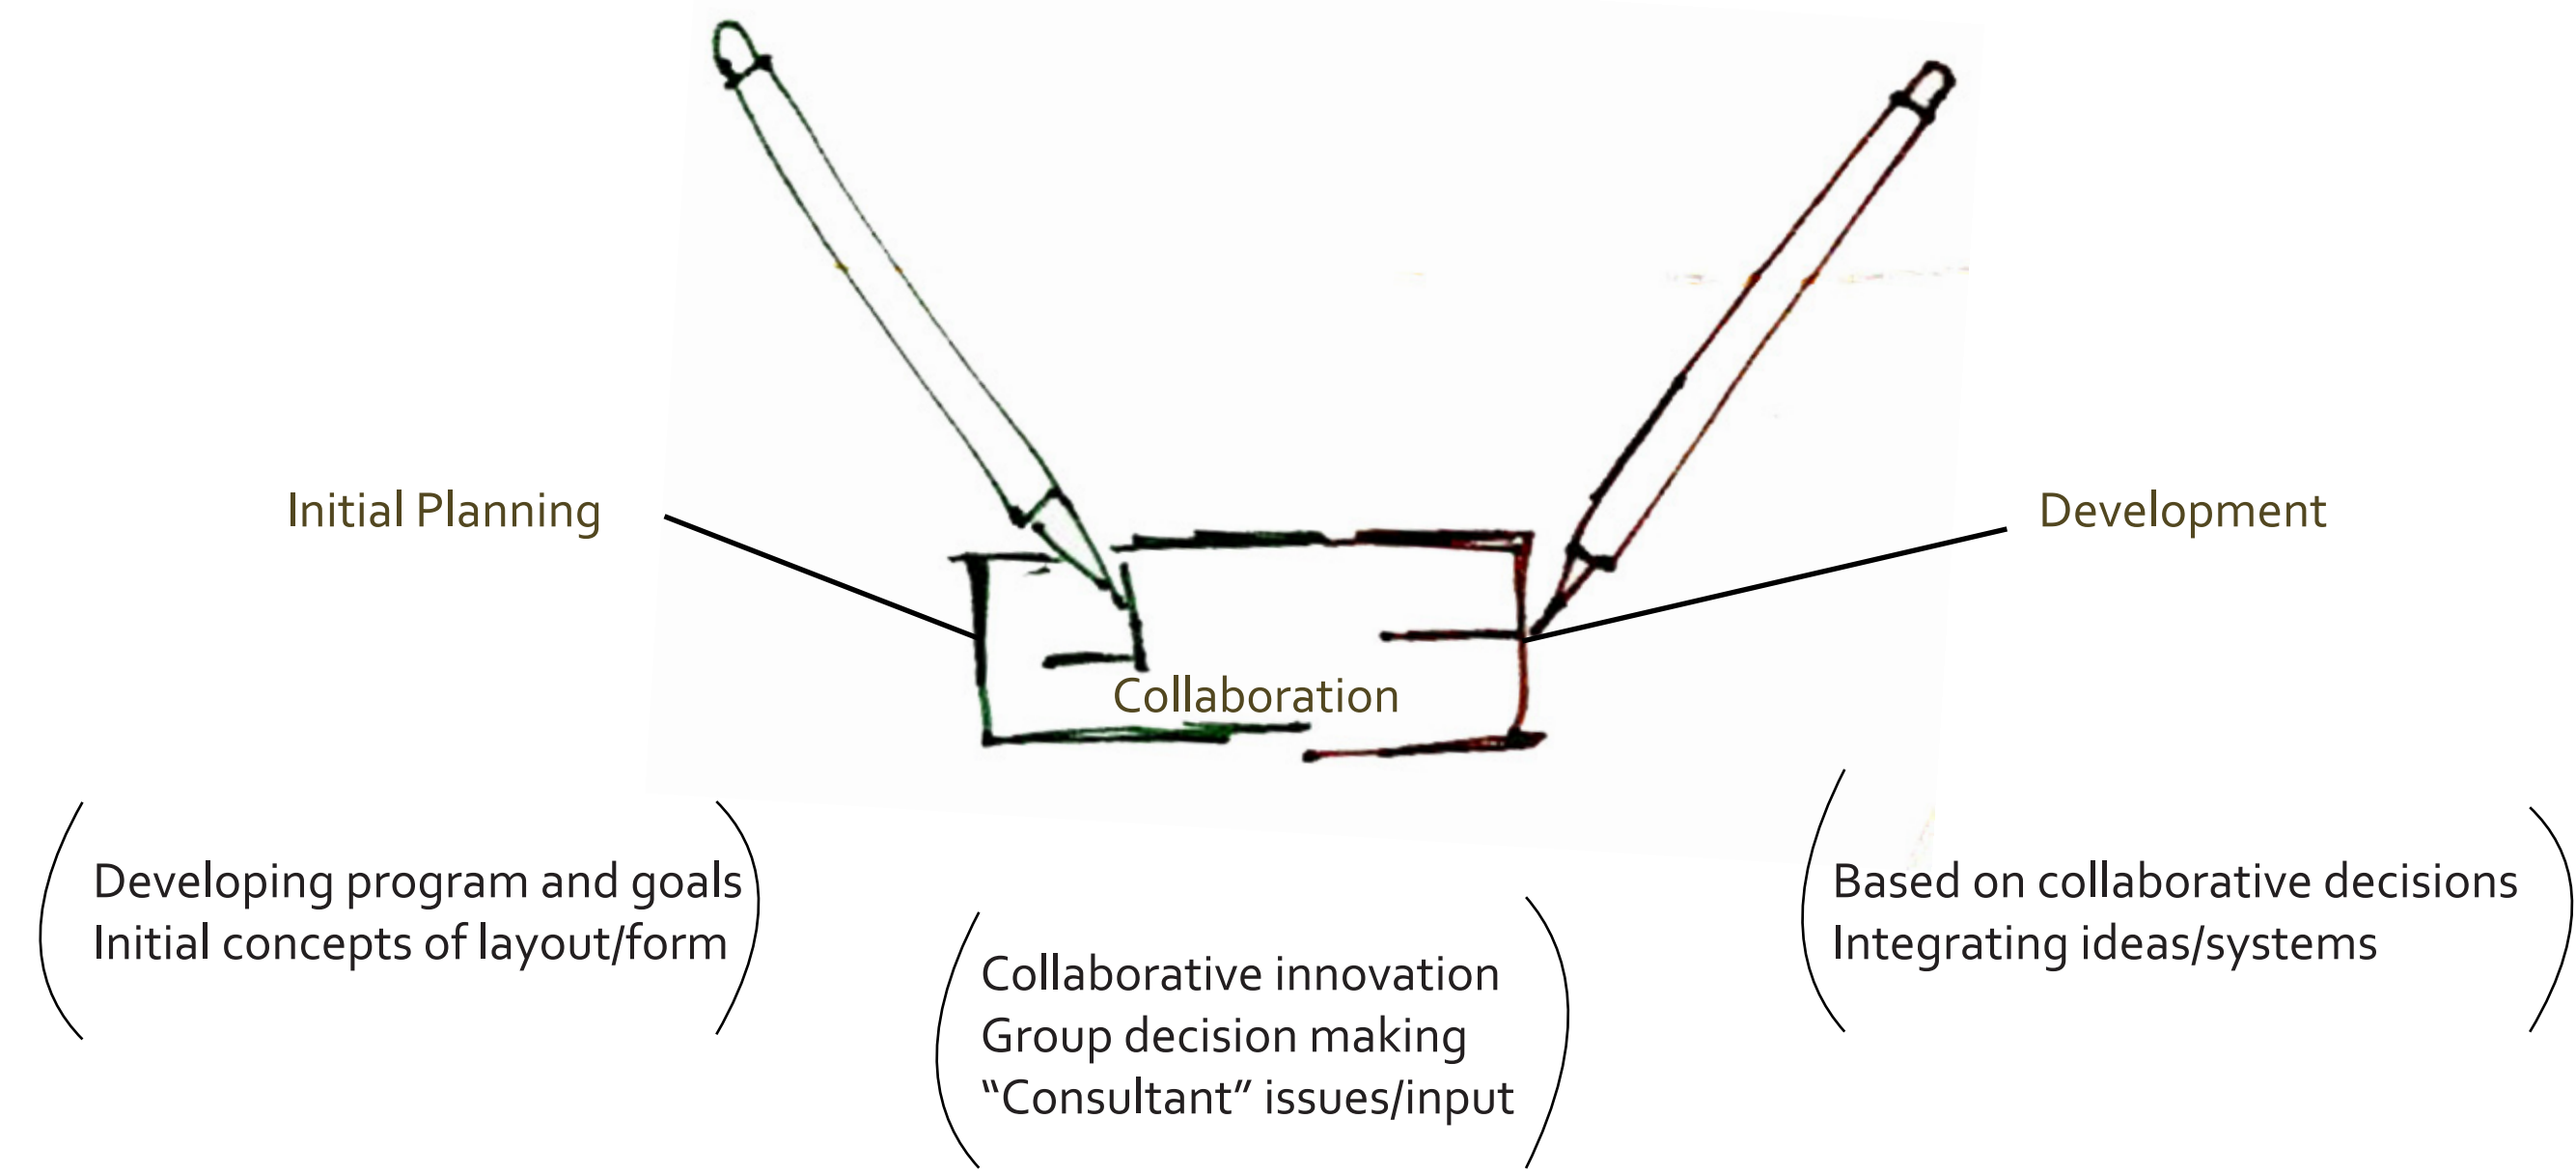 Initial Planning
Development
Collaboration
Developing program and goals
Initial concepts of layout/form
Collaborative innovation
Group decision making
“Consultant” issues/input
Based on collaborative decisions
Integrating ideas/systems